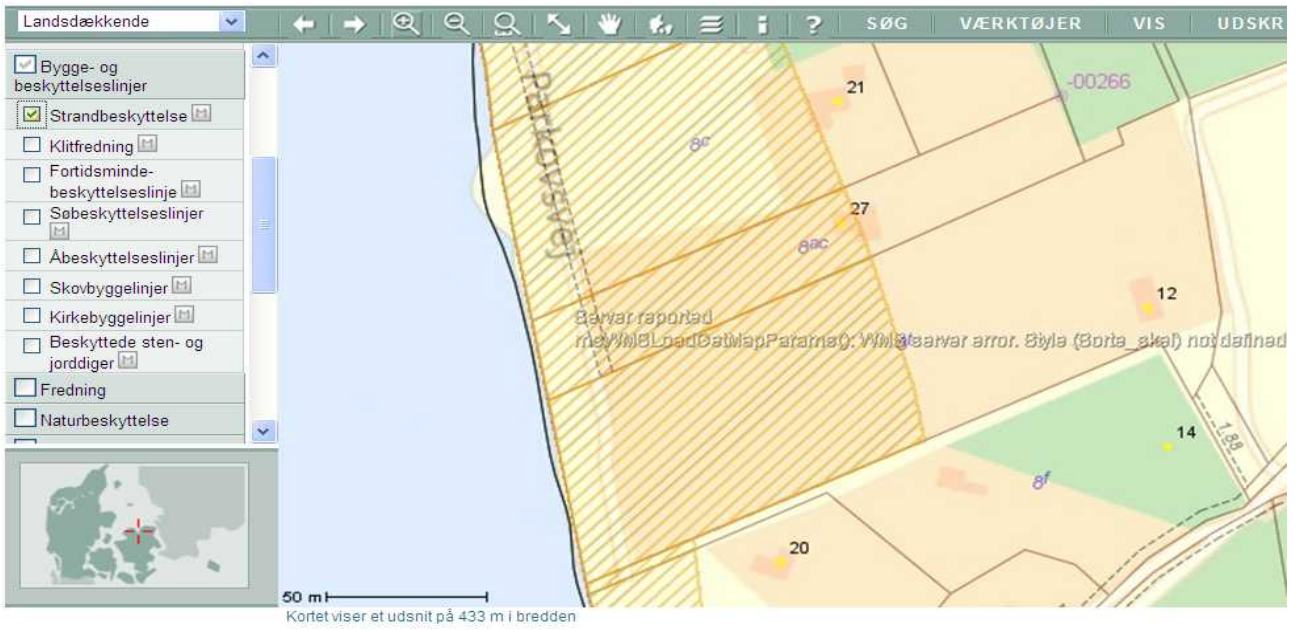 Landsdækkende
SØG VÆRKTØJER VIS UDSKR
Bygge- og
beskyttelseslinjer
Strandbeskyttelse M
Klitfredning M
Fortidsminde-
beskyttelseslinje M
Søbeskyttelseslinjer
M
Åbeskyttelseslinjer M
Skovbyggelinjer M
Kirkebyggelinjer M
Beskyttede sten- og
jorddiger M
Fredning
Naturbeskyttelse
Parkovsvej
21
-00266
8c
27
8ac
12
Server reported
msWMSLoadGetMapParams(): WMS server error. Style (Sorte_skel) not defined
14
1.88
8f
20
50 m
Kortet viser et udsnit på 433 m i bredden